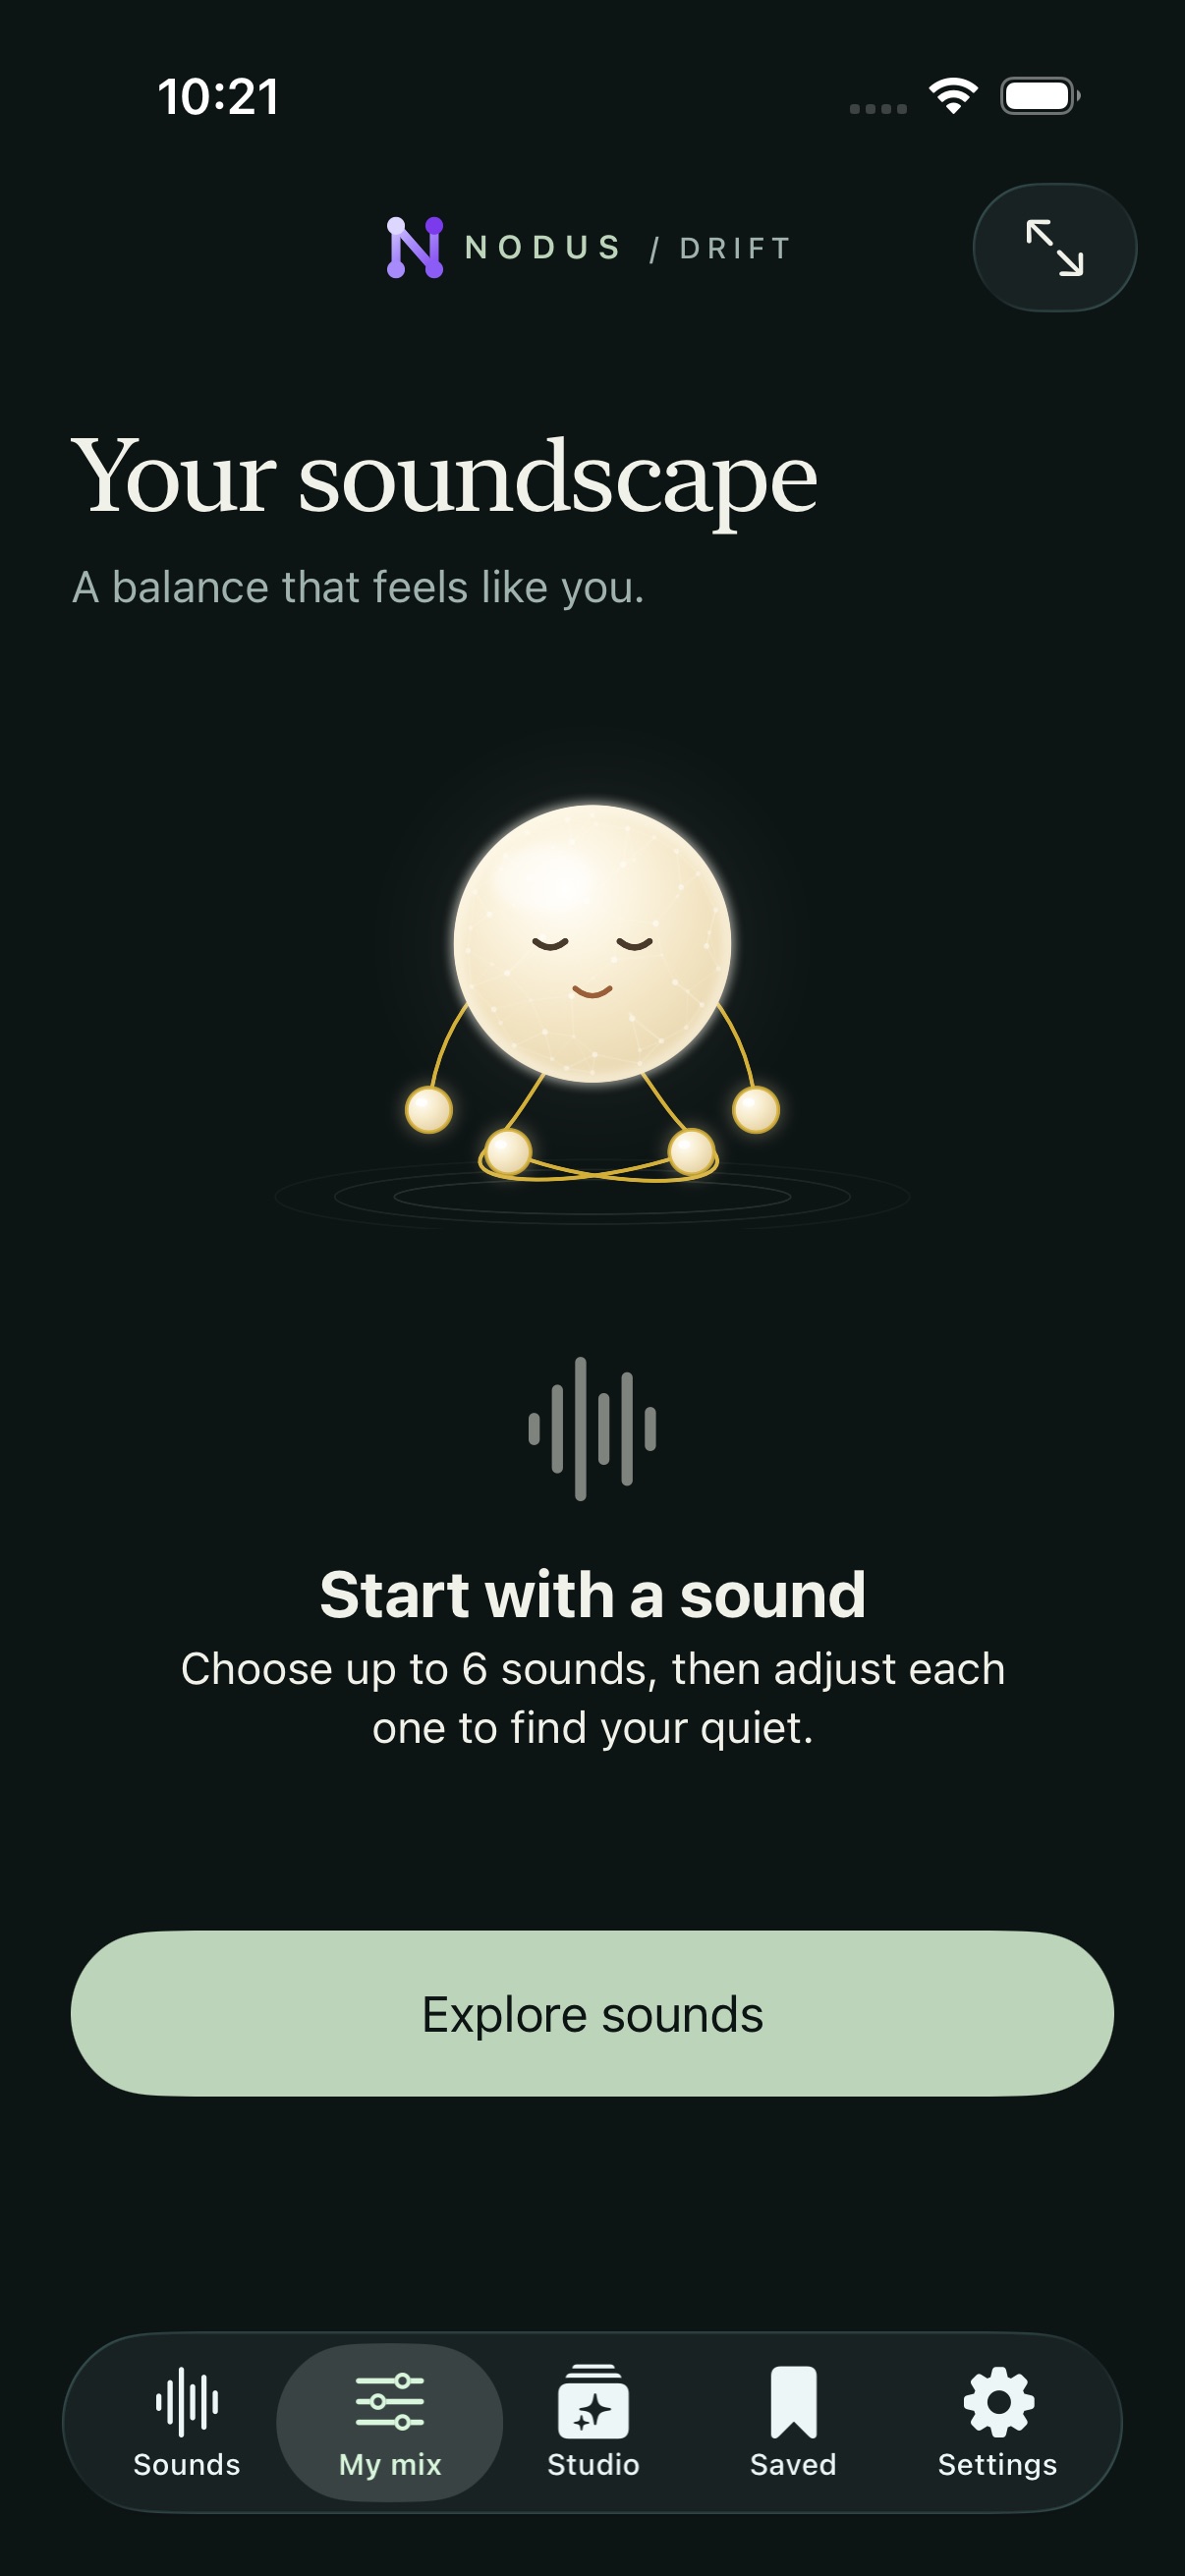 10:21
NODUS / DRIFT
Your soundscape
A balance that feels like you.
Start with a sound
Choose up to 6 sounds, then adjust each
one to find your quiet.
Explore sounds
Sounds My mix Studio Saved Settings